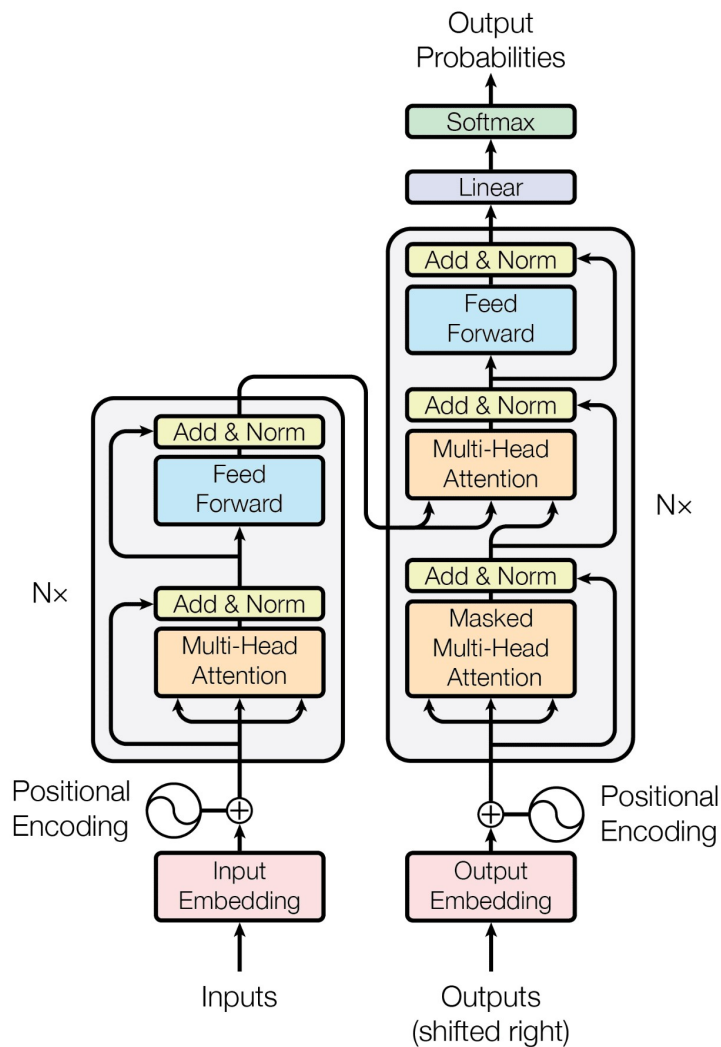 Output
Probabilities
Softmax
Linear
Add & Norm
Feed
Forward
Add & Norm
Multi-Head
Attention
Nx
Add & Norm
Masked
Multi-Head
Attention
Add & Norm
Feed
Forward
N×
Add & Norm
Multi-Head
Attention
Positional
Encoding
Positional
Encoding
Input
Embedding
Output
Embedding
Inputs
Outputs
(shifted right)